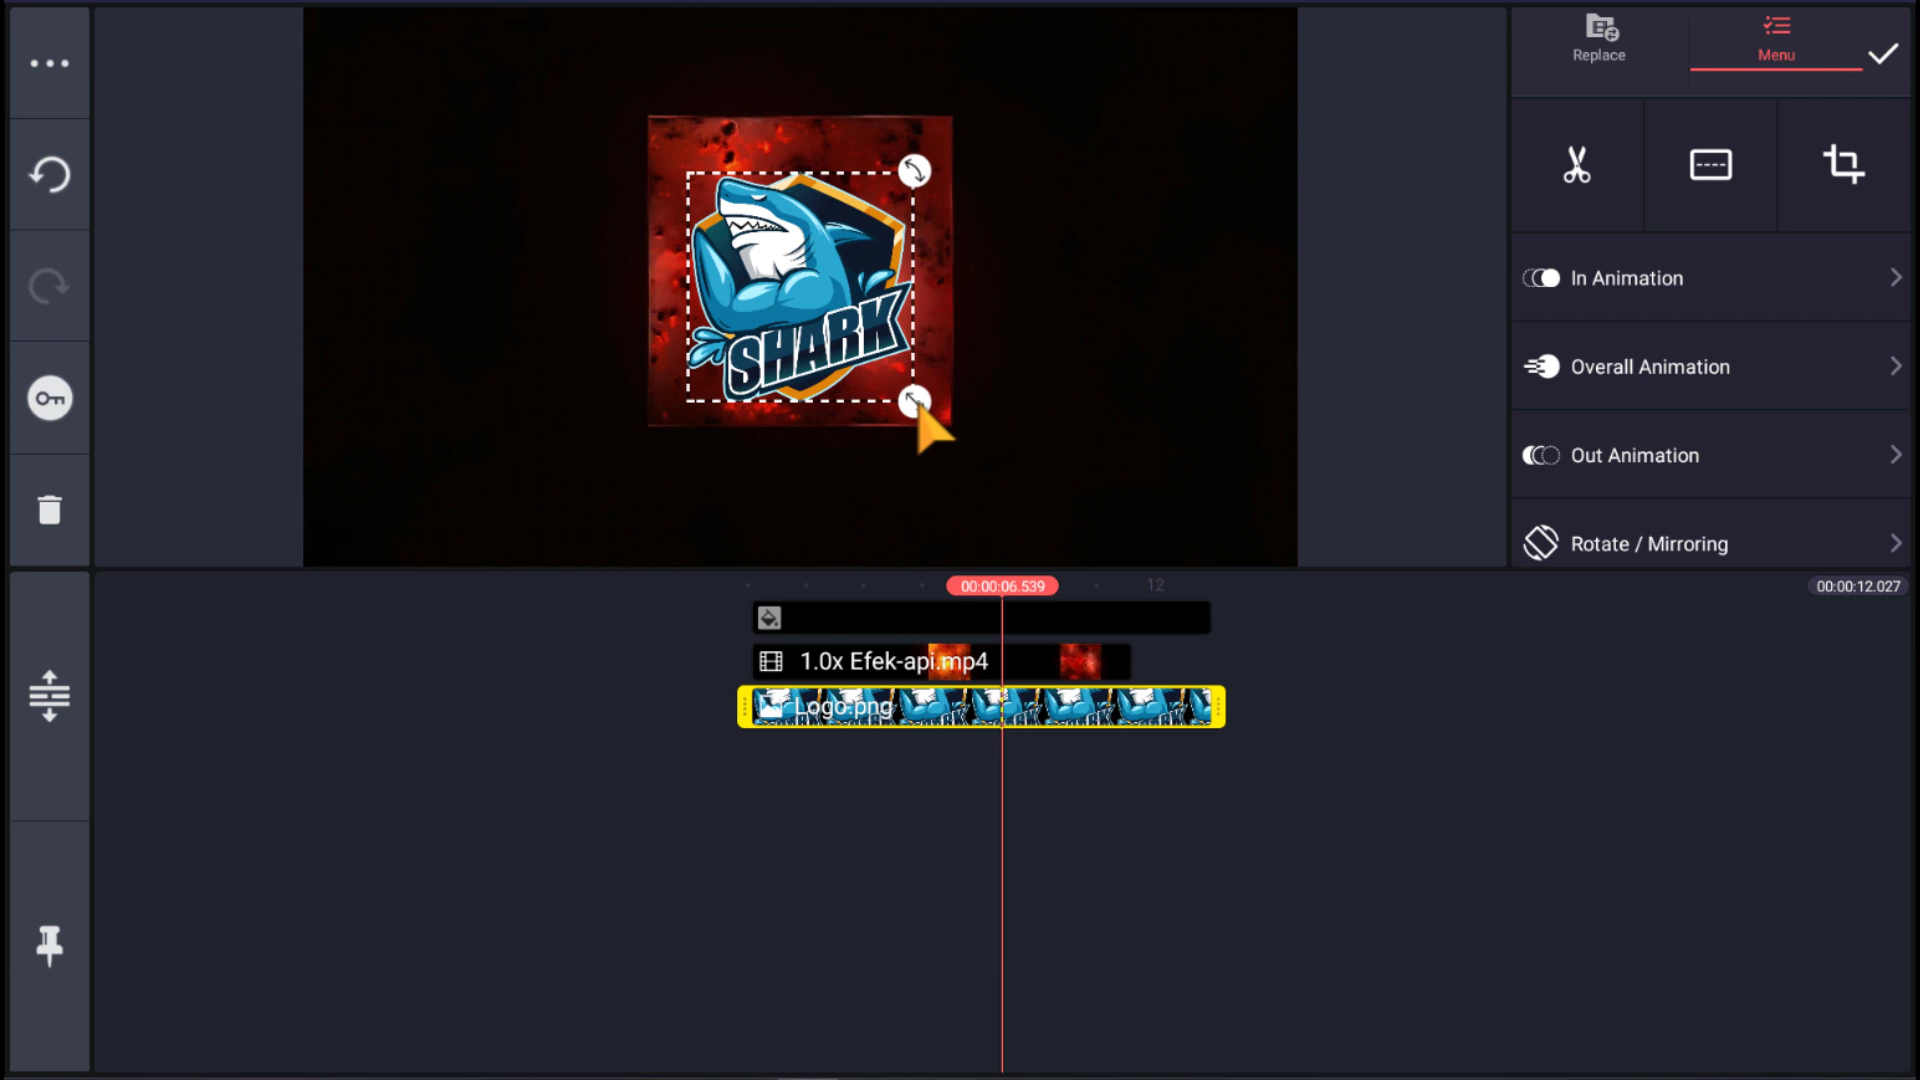 Replace
Menu
SHARK
In Animation
Overall Animation
Out Animation
Rotate / Mirroring
00:00:06.539
12
00:00:12.027
1.0x Efek-api.mp4
Logo.png